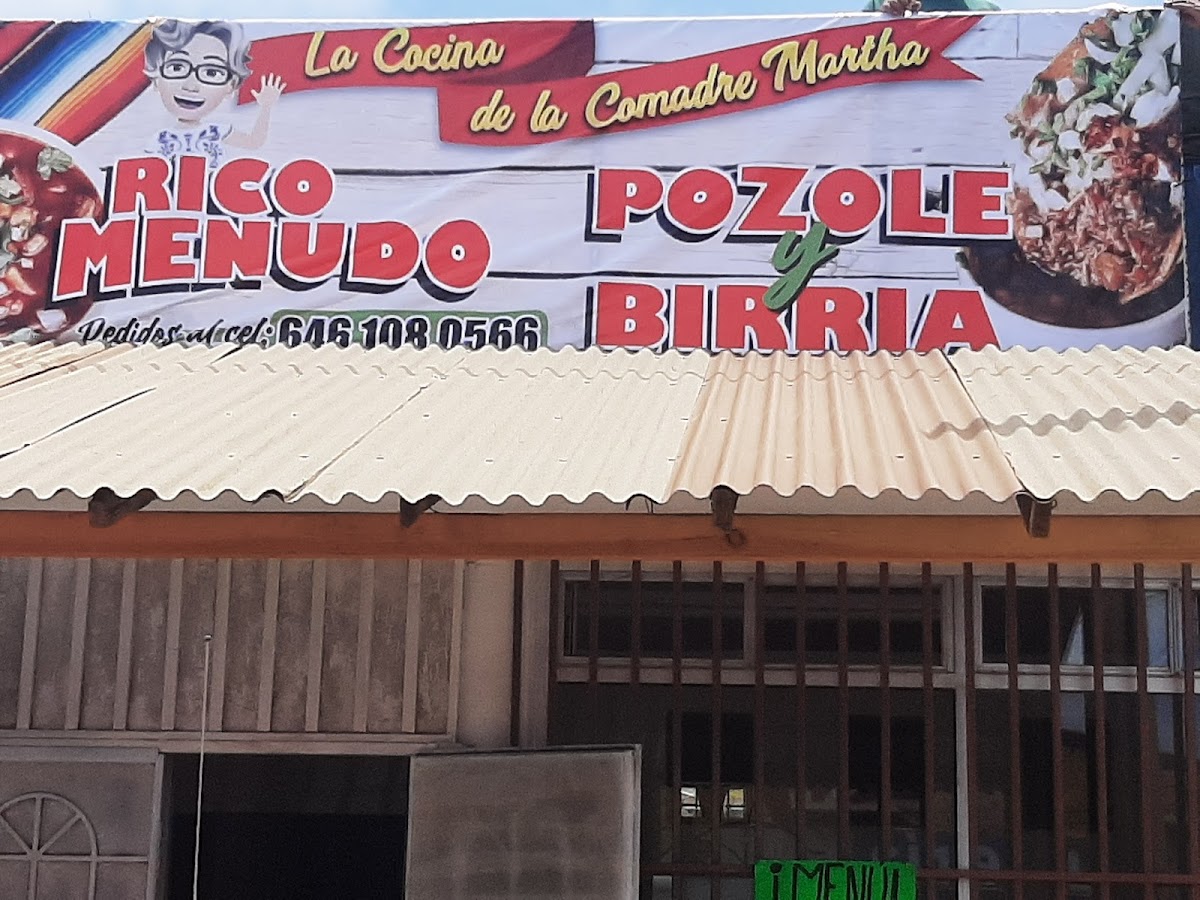 La Cocina
de la Comadre Martha
RICO
MENUDO
POZOLE
y
BIRRIA
Pedidos al cel: 646 108 0566
¡MENU!